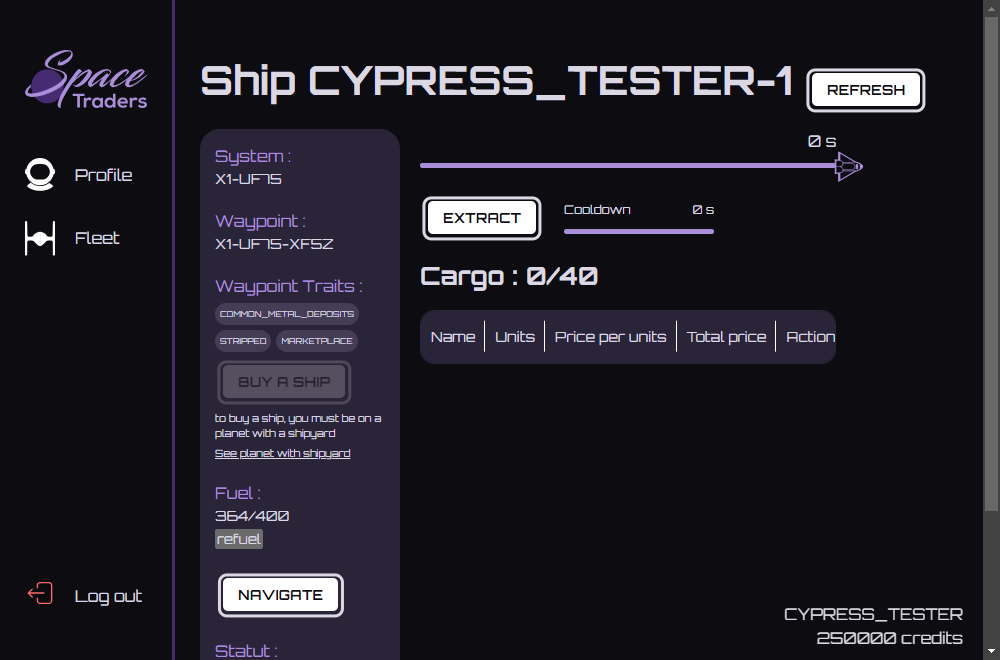 Space
Traders
Profile
Fleet
Log out
Ship CYPRESS_TESTER-1
REFRESH
System :
X1-UF75
Waypoint :
X1-UF75-XF5Z
Waypoint Traits :
COMMON_METAL_DEPOSITS
STRIPPED MARKETPLACE
BUY A SHIP
to buy a ship, you must be on a
planet with a shipyard
See planet with shipyard
Fuel :
364/400
refuel
NAVIGATE
Statut :
0 s
EXTRACT
Cooldown 0 s
Cargo : 0/40
Name Units Price per units Total price Action
CYPRESS_TESTER
250000 credits